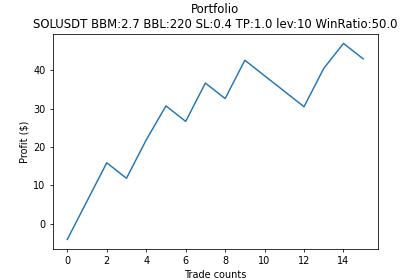 Portfolio
SOLUSDT BBM:2.7 BBL:220 SL:0.4 TP:1.0 lev:10 WinRatio:50.0
40
30
20
10
0
Profit ($)
0 2 4 6 8 10 12 14
Trade counts